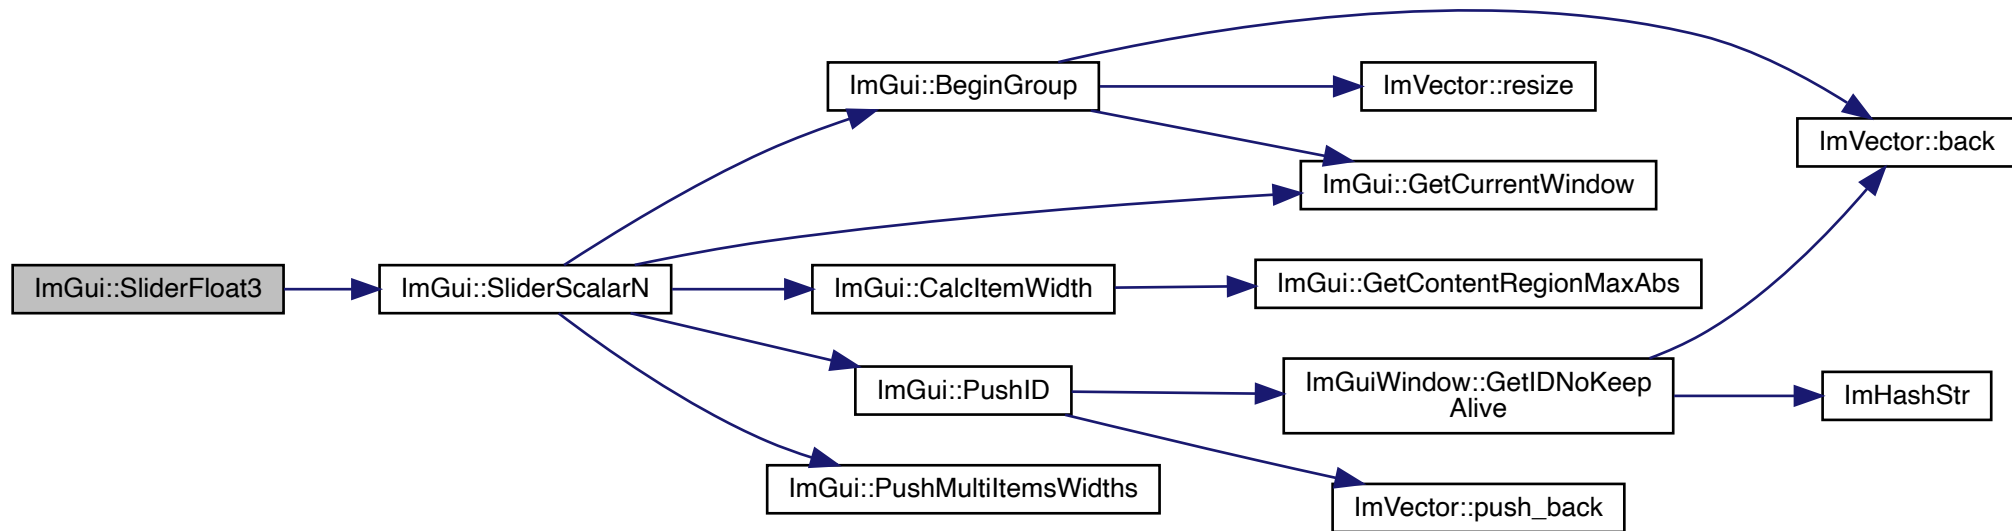 ImGui::SliderFloat3
ImGui::SliderScalarN
ImGui::BeginGroup
ImGui::CalcItemWidth
ImGui::PushID
ImGui::PushMultiItemsWidths
ImVector::resize
ImGui::GetCurrentWindow
ImGui::GetContentRegionMaxAbs
ImGuiWindow::GetIDNoKeep
Alive
ImVector::push_back
ImVector::back
ImHashStr